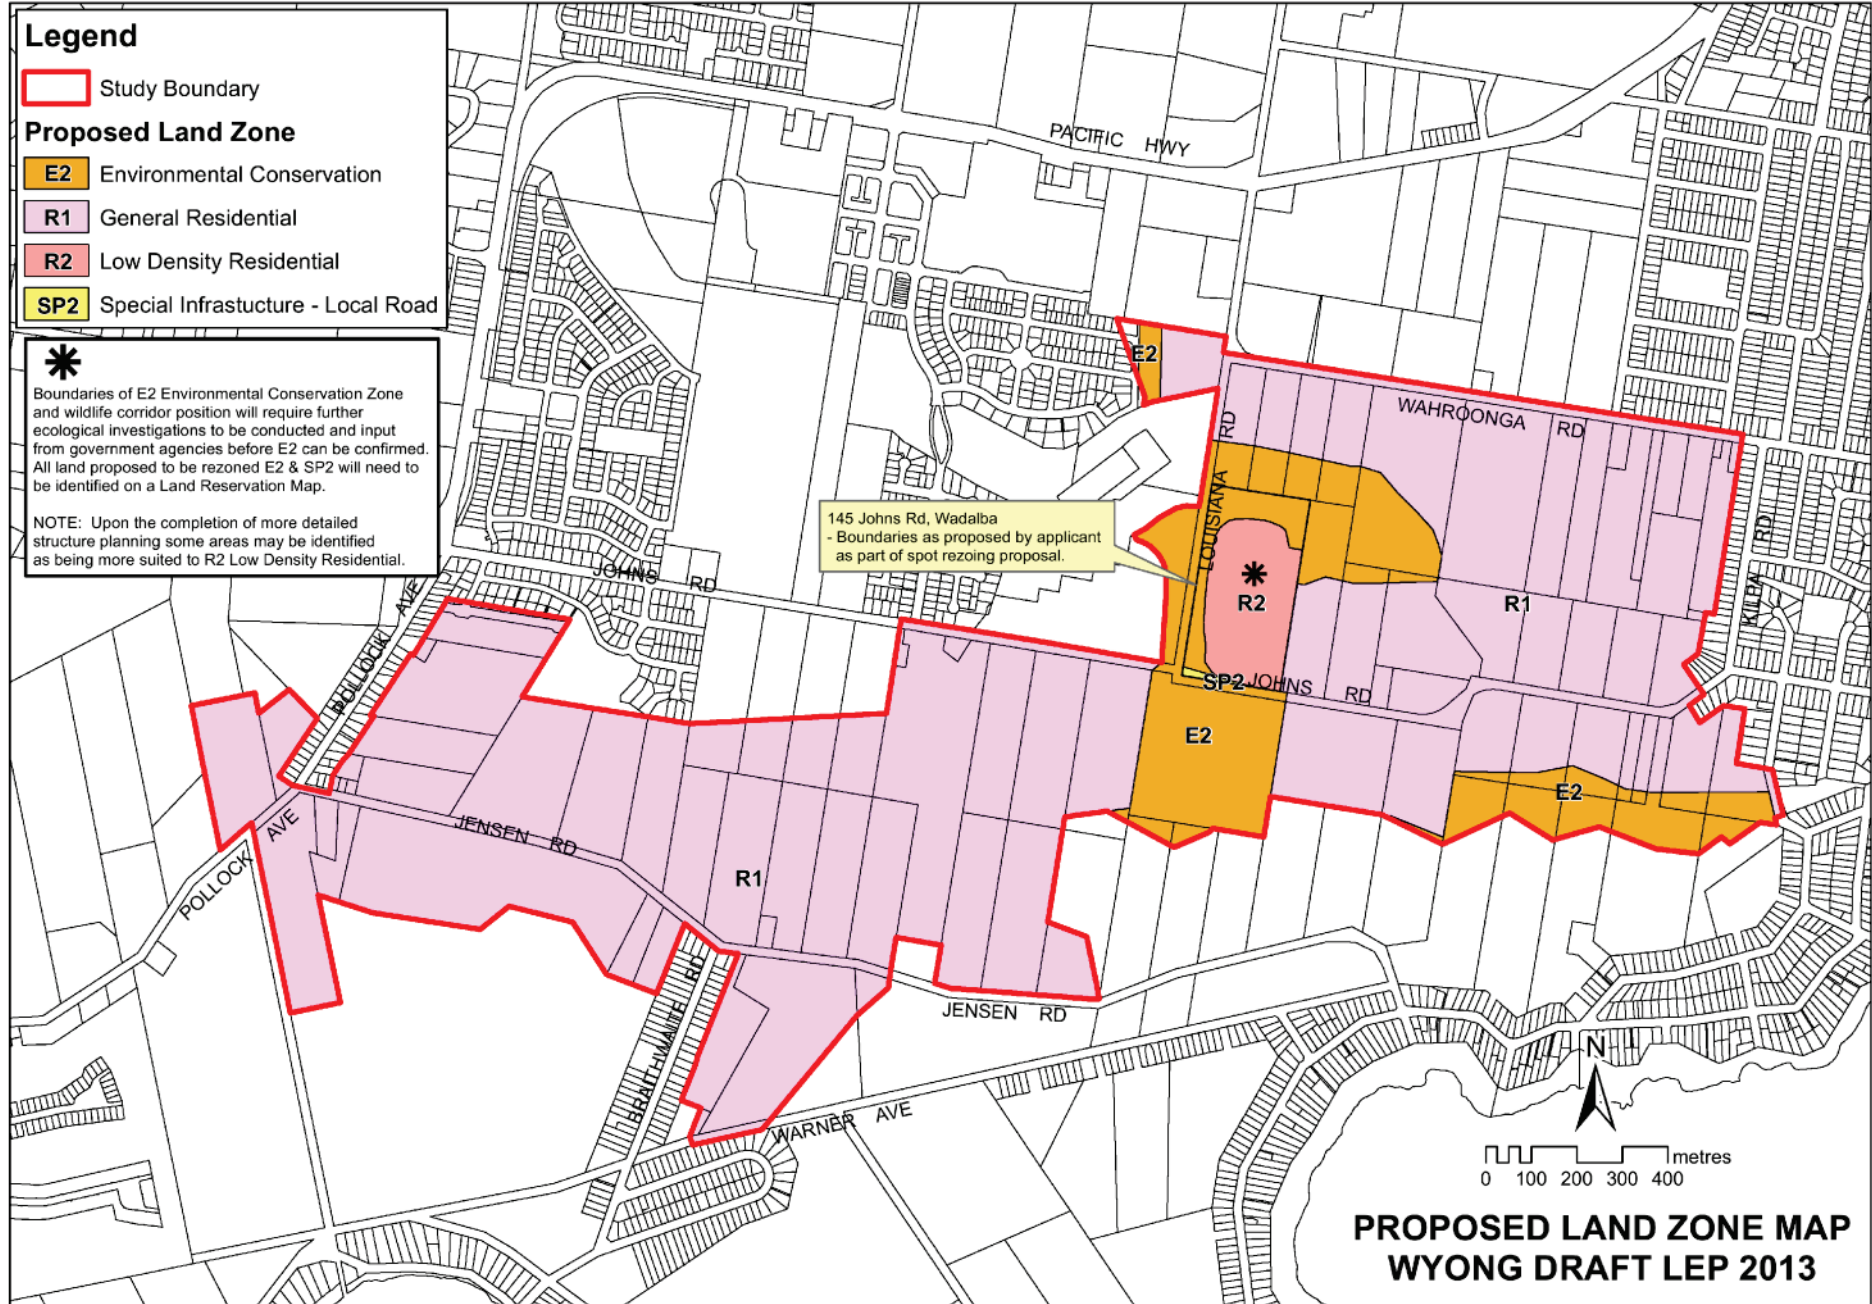 Legend
Study Boundary
Proposed Land Zone
E2 Environmental Conservation
R1 General Residential
R2 Low Density Residential
SP2 Special Infrastucture - Local Road
Boundaries of E2 Environmental Conservation Zone
and wildlife corridor position will require further
ecological investigations to be conducted and input
from government agencies before E2 can be confirmed.
All land proposed to be rezoned E2 & SP2 will need to
be identified on a Land Reservation Map.
NOTE: Upon the completion of more detailed
structure planning some areas may be identified
as being more suited to R2 Low Density Residential.
PACIFIC HWY
E2
WAHROONGA RD
LOUISIANA RD
145 Johns Rd, Wadalba
- Boundaries as proposed by applicant
as part of spot rezoing proposal.
JOHNS RD
R2
R1
KILPA RD
POLLOCK AVE
SP2
JOHNS RD
E2
E2
JENSEN RD
POLLOCK AVE
R1
BRAITHWAITE RD
JENSEN RD
WARNER AVE
N
metres
0 100 200 300 400
PROPOSED LAND ZONE MAP
WYONG DRAFT LEP 2013